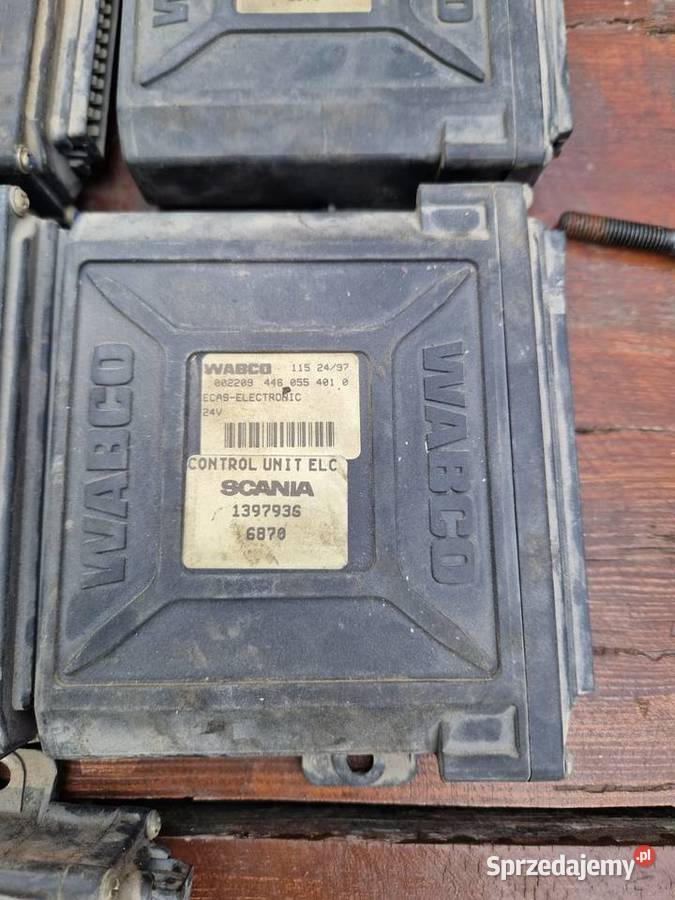 6870
WABCO
WABCO 115 24/97
002209 446 055 401 0
ECAS-ELECTRONIC
24V
CONTROL UNIT ELC
SCANIA
1397936
6870
WABCO
Sprzedajemy.pl